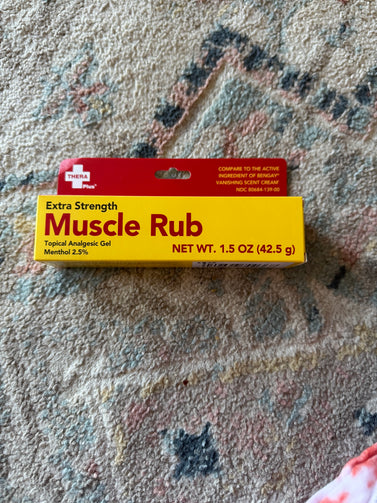 THERA
Plus®
COMPARE TO THE ACTIVE
INGREDIENT OF BENGAY®
VANISHING SCENT CREAM*
NDC 80684-139-00
Extra Strength
Muscle Rub
Topical Analgesic Gel
Menthol 2.5%
NET WT. 1.5 OZ (42.5 g)